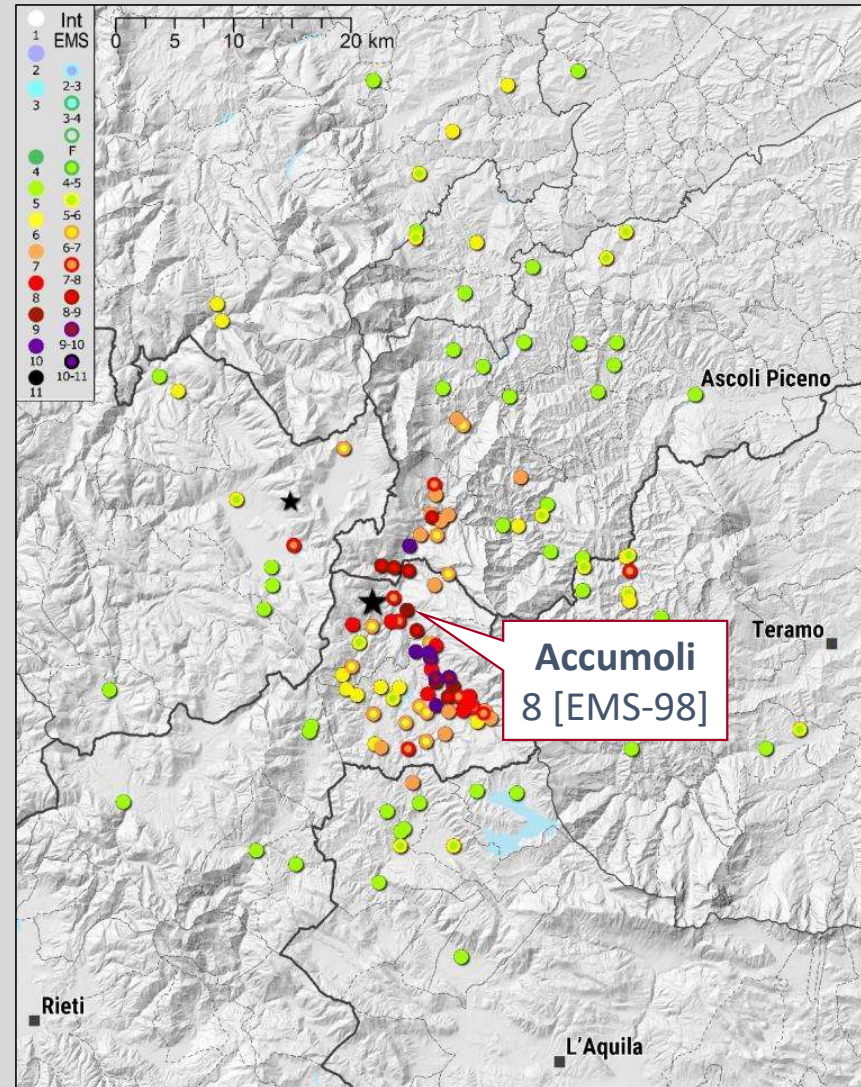 Int
EMS
0 5 10 20 km
1
2
2-3
3
3-4
F
4
4-5
5
5-6
6
6-7
7
7-8
8
8-9
9
9-10
10
10-11
11
Ascoli Piceno
Teramo
Accumoli
8 [EMS-98]
Rieti
L'Aquila